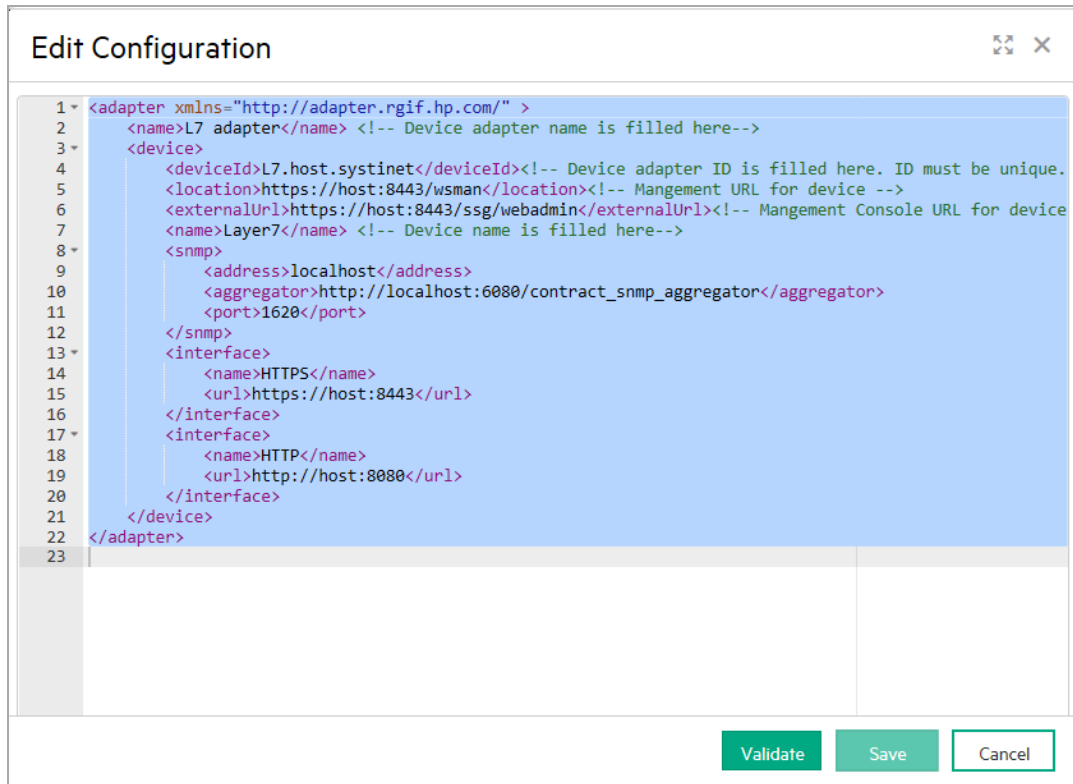 Edit Configuration
1 <adapter xmlns="http://adapter.rgif.hp.com/" >
2 <name>L7 adapter</name> <!-- Device adapter name is filled here-->
3 <device>
4 <deviceId>L7.host.systinet</deviceId><!-- Device adapter ID is filled here. ID must be unique.
5 <location>https://host:8443/wsman</location><!-- Mangement URL for device -->
6 <externalUrl>https://host:8443/ssg/webadmin</externalUrl><!-- Mangement Console URL for device
7 <name>Layer7</name> <!-- Device name is filled here-->
8 <snmp>
9 <address>localhost</address>
10 <aggregator>http://localhost:6080/contract_snmp_aggregator</aggregator>
11 <port>1620</port>
12 </snmp>
13 <interface>
14 <name>HTTPS</name>
15 <url>https://host:8443</url>
16 </interface>
17 <interface>
18 <name>HTTP</name>
19 <url>http://host:8080</url>
20 </interface>
21 </device>
22 </adapter>
23
Validate Save Cancel